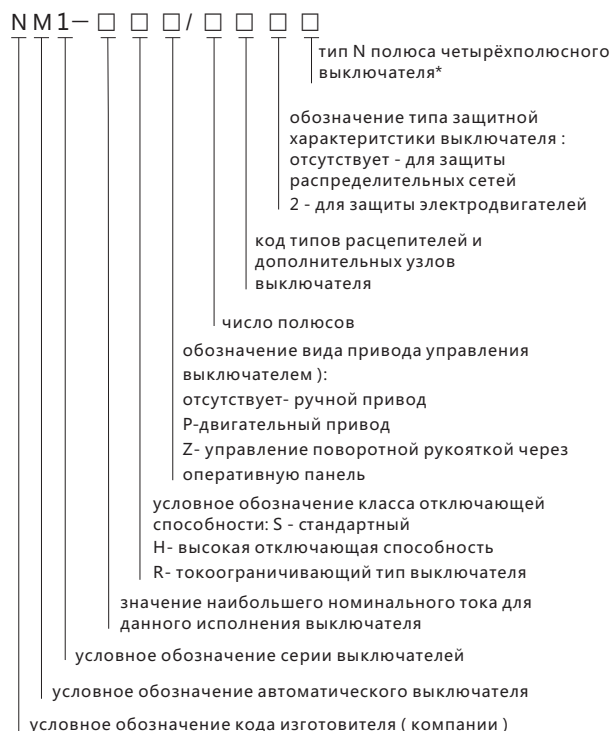 NM1-□□□/□□□□
тип N полюса четырёхполюсного
выключателя*
обозначение типа защитной
характеритстики выключателя :
отсутствует - для защиты
распределительных сетей
2 - для защиты электродвигателей
код типов расцепителей и
дополнительных узлов
выключателя
число полюсов
обозначение вида привода управления
выключателем ):
отсутствует- ручной привод
P-двигательный привод
Z- управление поворотной рукояткой через
оперативную панель
условное обозначение класса отключающей
способности: S - стандартный
H- высокая отключающая способность
R- токоограничивающий тип выключателя
значение наибольшего номинального тока для
данного исполнения выключателя
условное обозначение серии выключателей
условное обозначение автоматического выключателя
условное обозначение кода изготовителя ( компании )